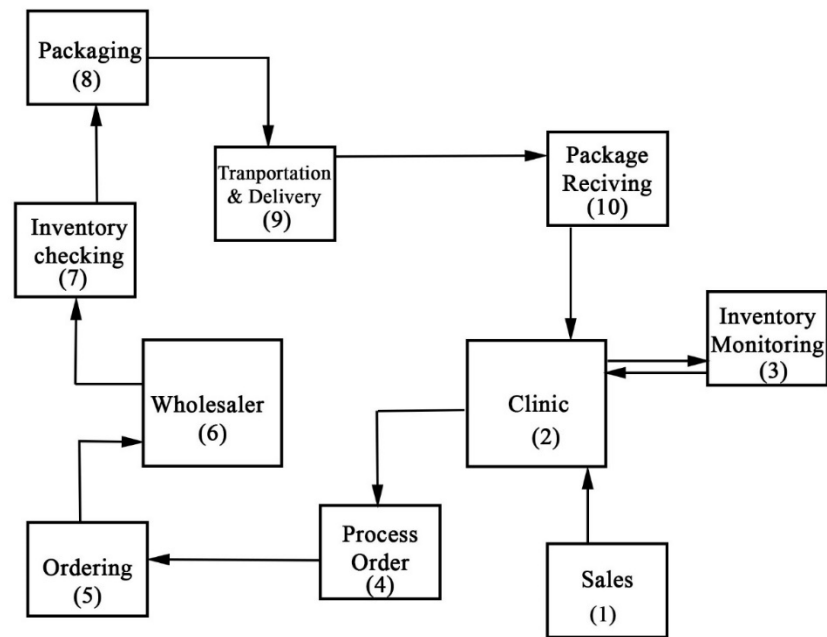 Packaging
(8)
Tranportation
& Delivery
(9)
Package
Reciving
(10)
Inventory
checking
(7)
Inventory
Monitoring
(3)
Wholesaler
(6)
Clinic
(2)
Process
Order
(4)
Ordering
(5)
Sales
(1)